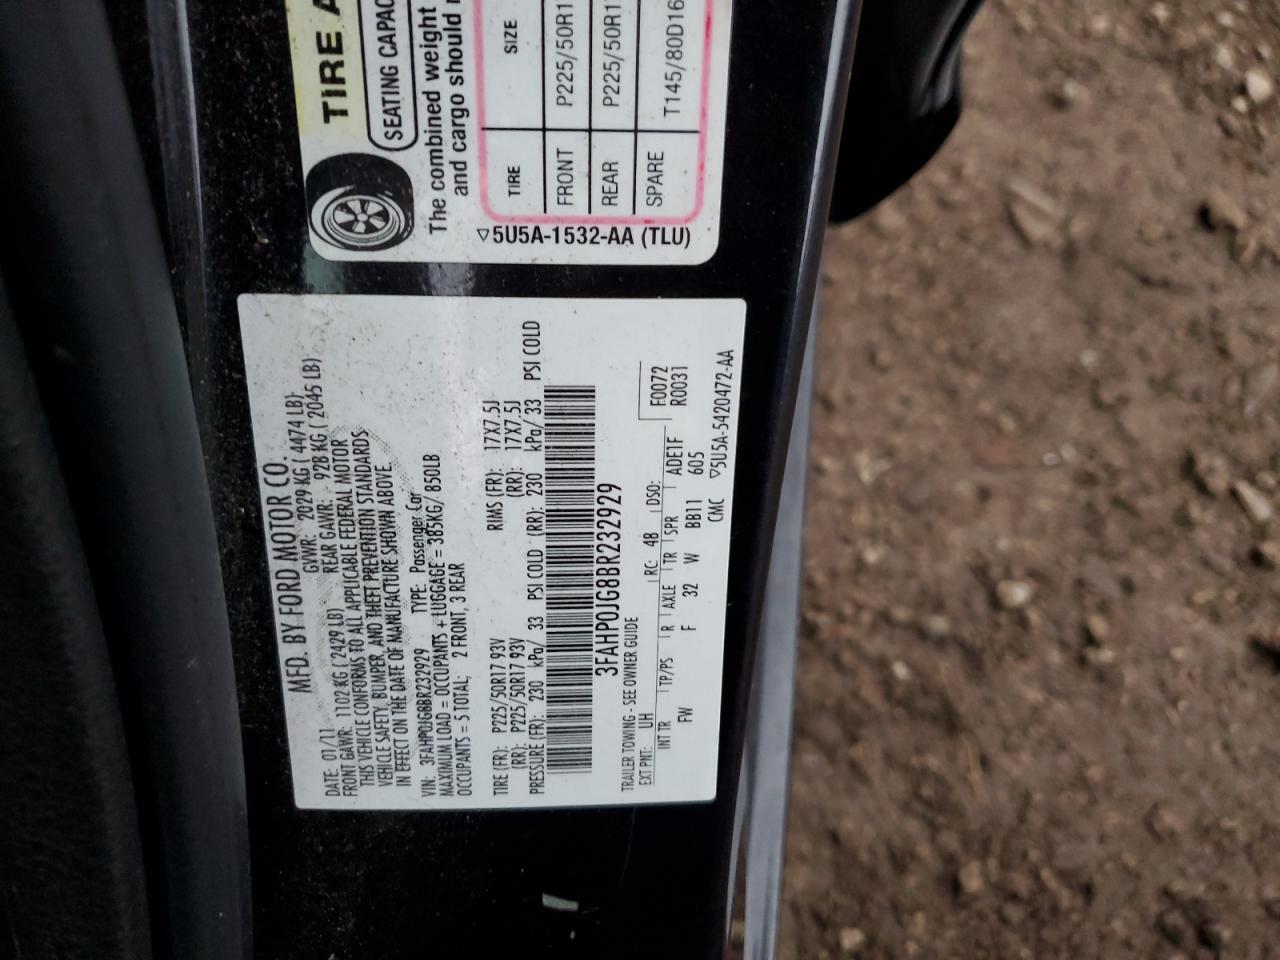 TIRE A
SEATING CAPAC
The combined weight
and cargo should
TIRE SIZE
FRONT P225/50R1
REAR P225/50R1
SPARE T145/80D16
▽5U5A-1532-AA (TLU)
MFD. BY FORD MOTOR CO.
DATE: 01/11 GVWR: 2029 KG ( 4474 LB)
FRONT GAWR: 1102 KG ( 2429 LB) REAR GAWR: 928 KG ( 2045 LB)
THIS VEHICLE CONFORMS TO ALL APPLICABLE FEDERAL MOTOR
VEHICLE SAFETY, BUMPER, AND THEFT PREVENTION STANDARDS
IN EFFECT ON THE DATE OF MANUFACTURE SHOWN ABOVE.
VIN: 3FAHP0JG8BR232929 TYPE: Passenger Car
MAXIMUM LOAD = OCCUPANTS + LUGGAGE = 385KG/ 850LB
OCCUPANTS = 5 TOTAL: 2 FRONT, 3 REAR
TIRE (FR): P225/50R17 93V RIMS (FR): 17X7.5J
(RR): P225/50R17 93V (RR): 17X7.5J
PRESSURE (FR): 230 kPa/ 33 PSI COLD (RR): 230 kPa/ 33 PSI COLD
3FAHP0JG8BR232929
TRAILER TOWING - SEE OWNER GUIDE
EXT PNT: UH RC: 48 DSO: F0072
R0031
INT TR TP/PS R AXLE TR SPR ADE1F
FW F 32 W BB11 605
CMC ▽5U5A-5420472-AA